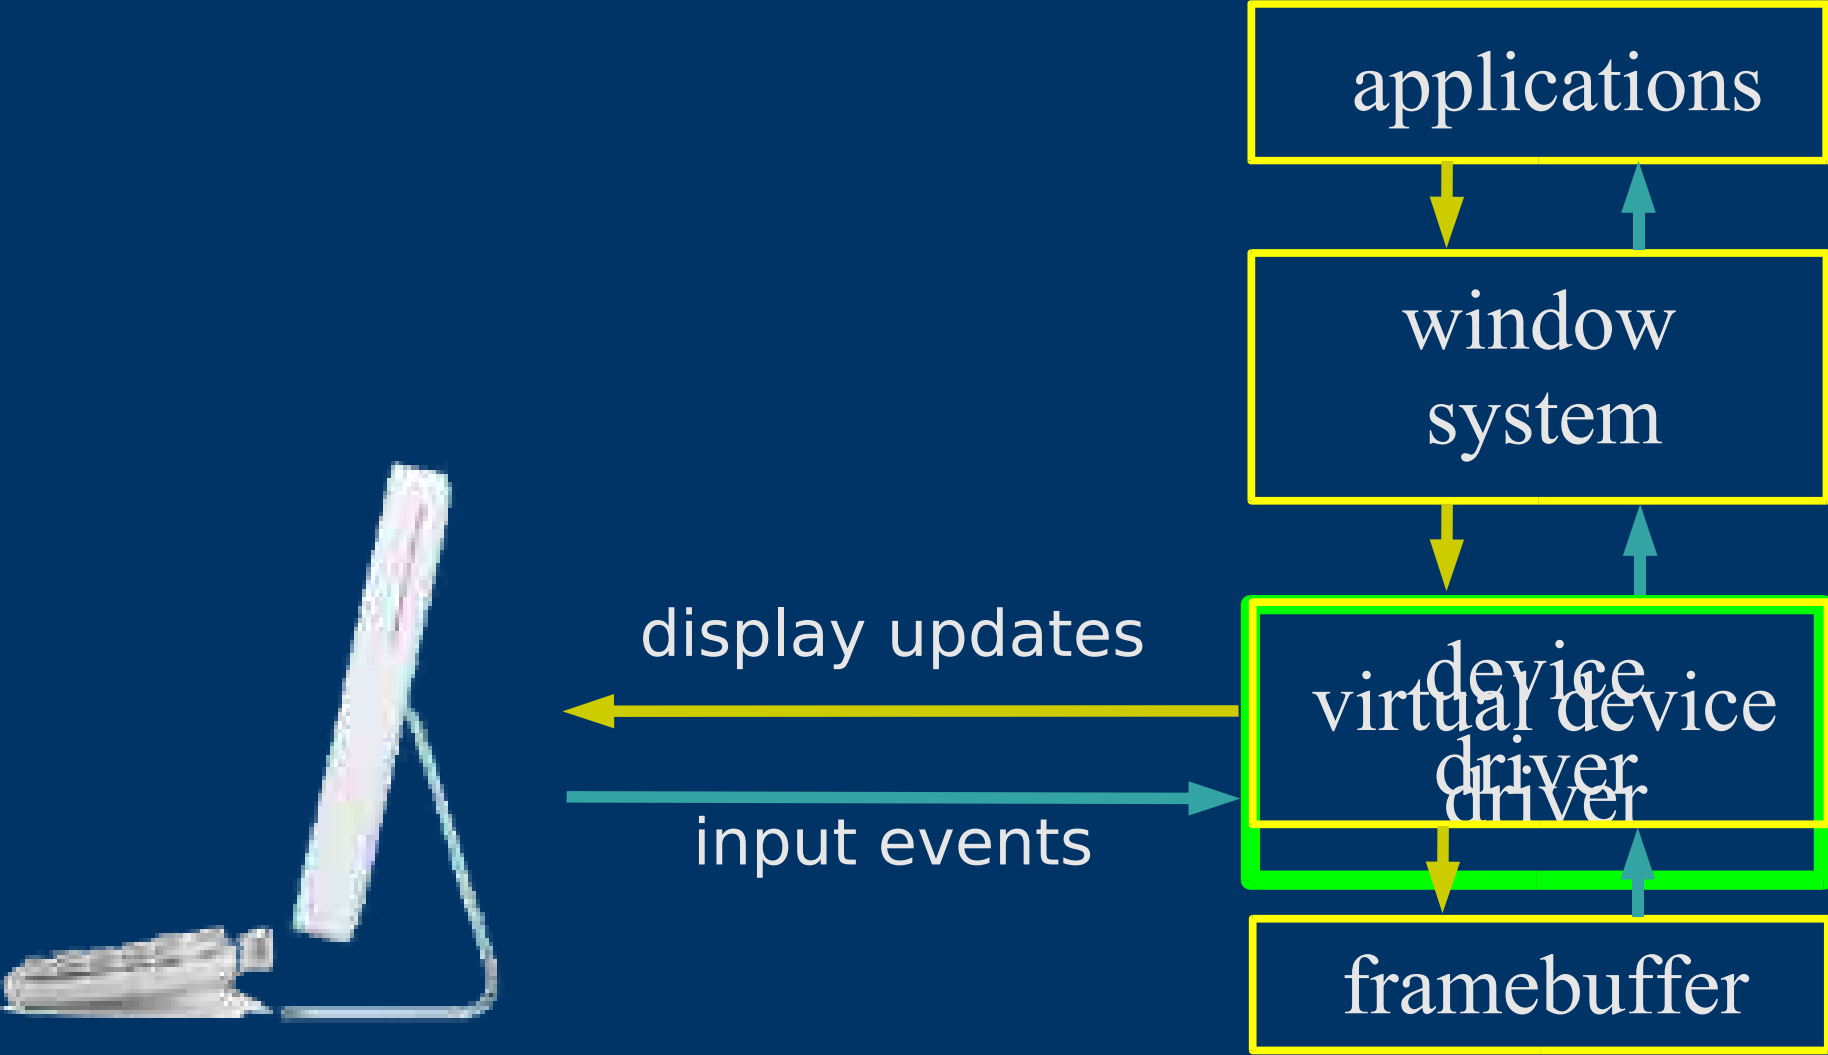 applications
window
system
display updates
device
driver
virtual device
driver
input events
framebuffer